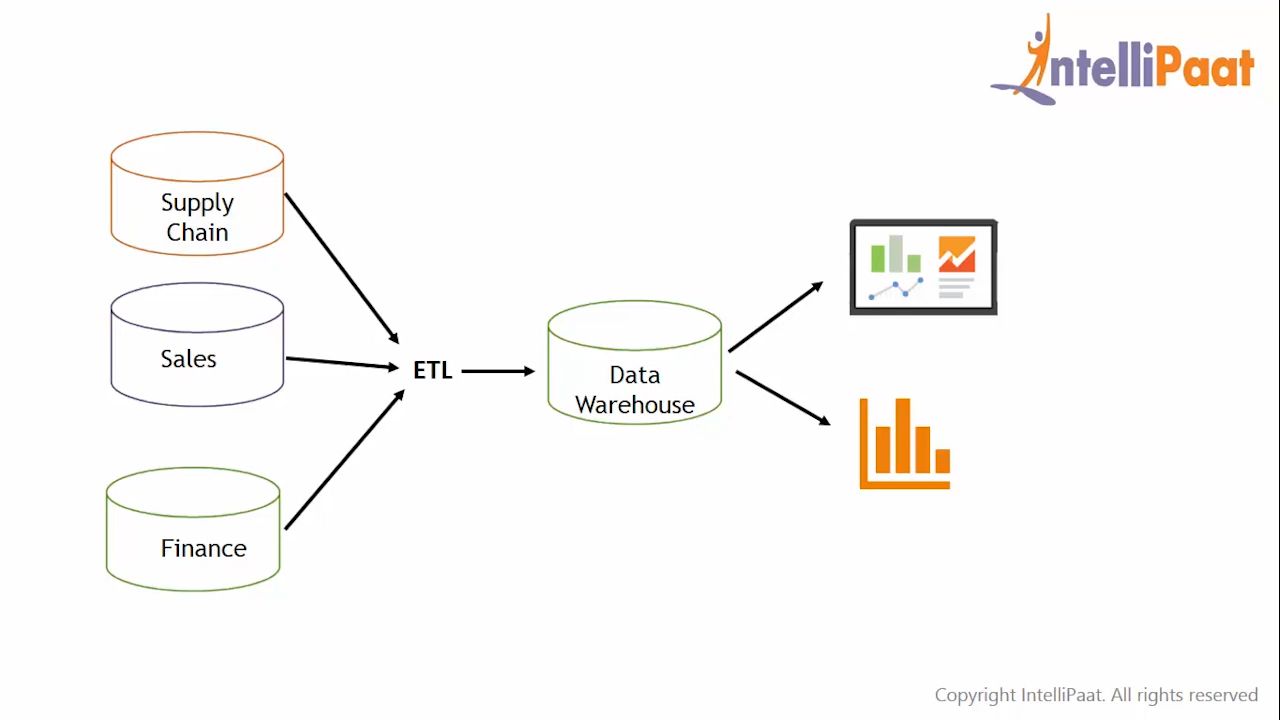 IntelliPaat
Supply
Chain
Sales
ETL
Data
Warehouse
Finance
Copyright IntelliPaat. All rights reserved